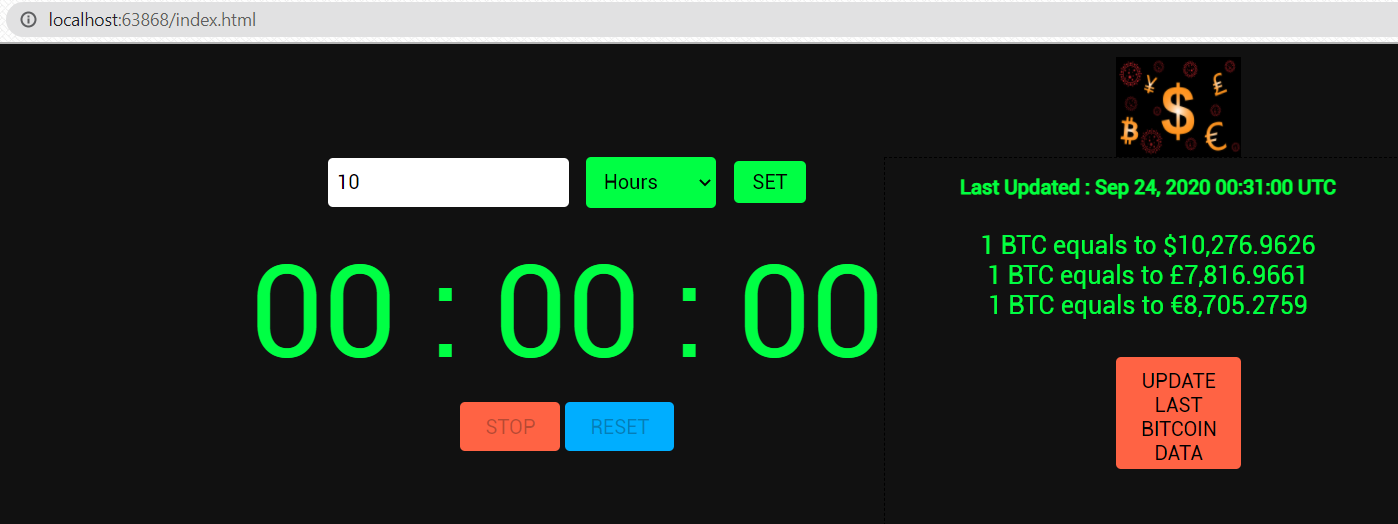 localhost:63868/index.html
10
Hours
SET
00 : 00 : 00
STOP
RESET
¥
$
£
€
Last Updated : Sep 24, 2020 00:31:00 UTC
1 BTC equals to $10,276.9626
1 BTC equals to £7,816.9661
1 BTC equals to €8,705.2759
UPDATE
LAST
BITCOIN
DATA